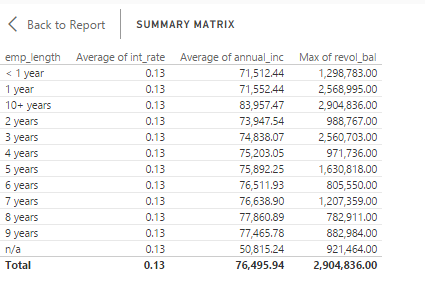 Back to Report SUMMARY MATRIX
emp_length Average of int_rate Average of annual_inc Max of revol_bal
< 1 year 0.13 71,512.44 1,298,783.00
1 year 0.13 71,552.44 2,568,995.00
10+ years 0.13 83,957.47 2,904,836.00
2 years 0.13 73,947.54 988,767.00
3 years 0.13 74,838.07 2,560,703.00
4 years 0.13 75,203.05 971,736.00
5 years 0.13 75,892.25 1,630,818.00
6 years 0.13 76,511.93 805,550.00
7 years 0.13 76,638.90 1,207,359.00
8 years 0.13 77,860.89 782,911.00
9 years 0.13 77,465.78 882,984.00
n/a 0.13 50,815.24 921,464.00
Total 0.13 76,495.94 2,904,836.00